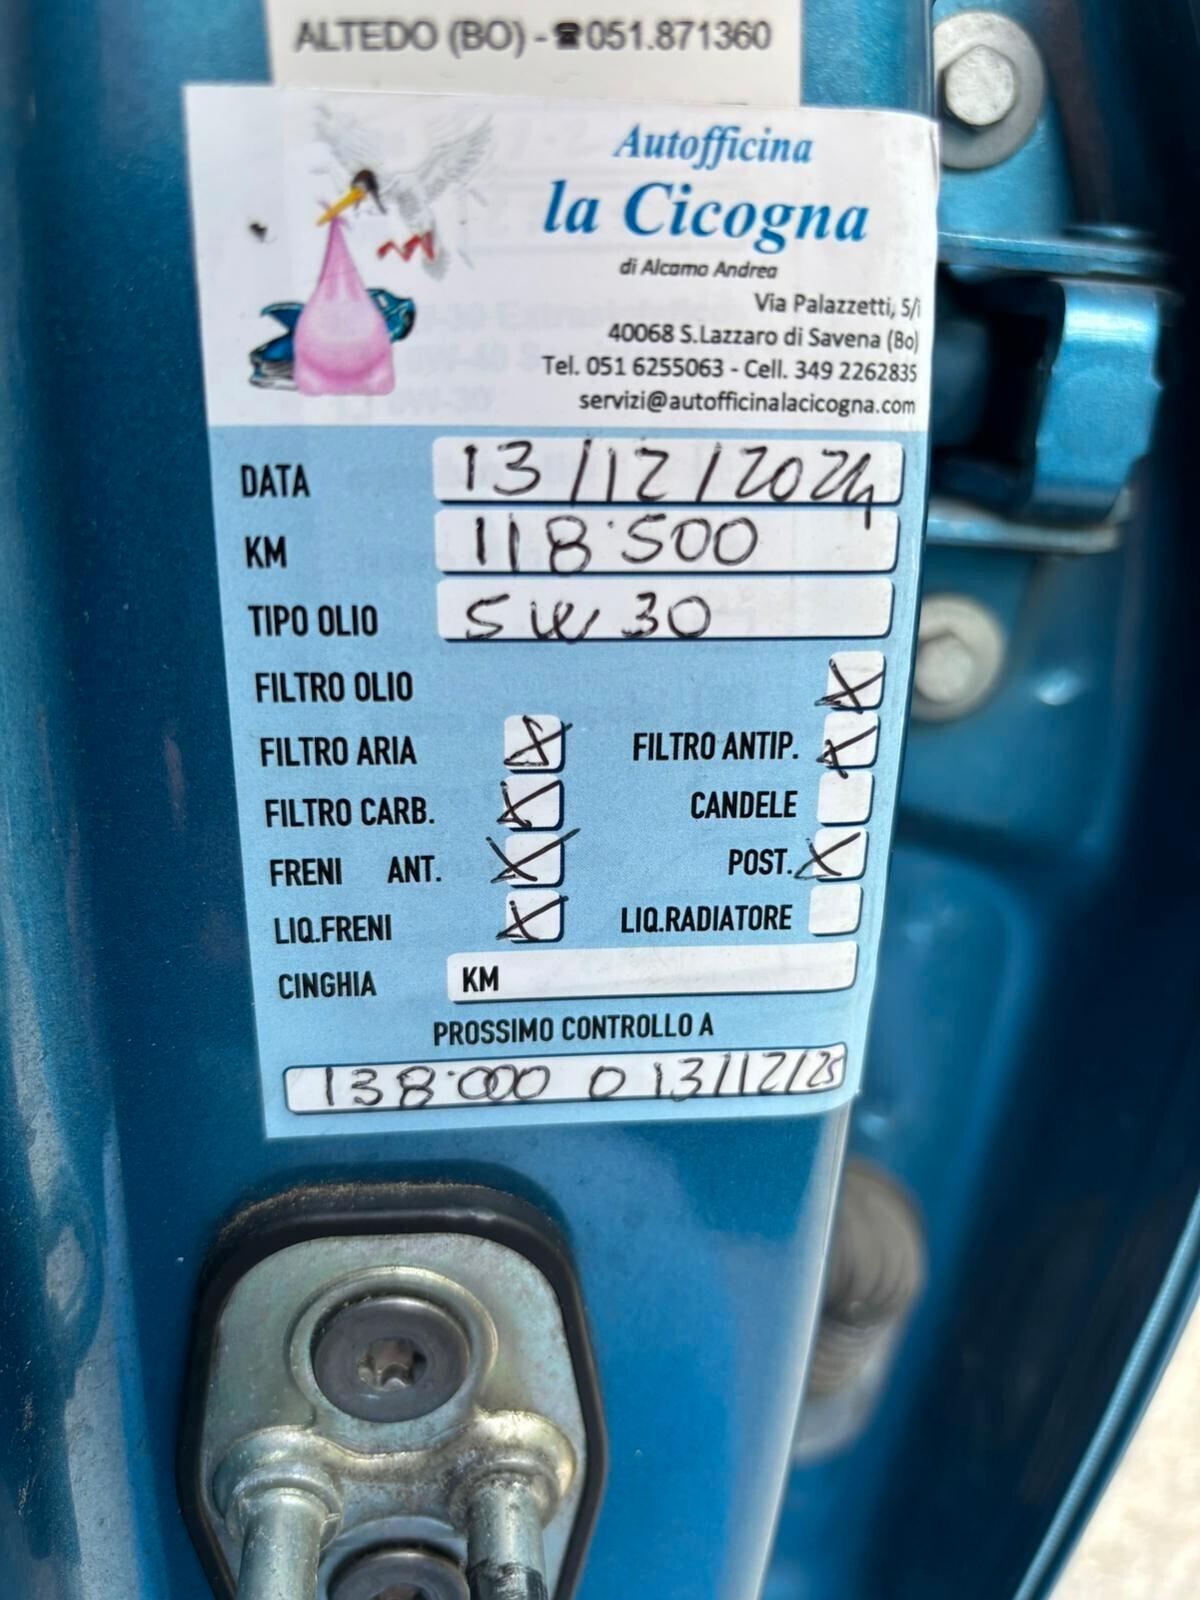 ALTEDO (BO) - ☎051.871360
Autofficina
la Cicogna
di Alcamo Andrea
Via Palazzetti, 5/i
40068 S.Lazzaro di Savena (Bo)
Tel. 051 6255063 - Cell. 349 2262835
servizi@autofficinalacicogna.com
DATA 13/12/2024
KM 118.500
TIPO OLIO 5W30
FILTRO OLIO X
FILTRO ARIA X FILTRO ANTIP. X
FILTRO CARB. X CANDELE
FRENI ANT. X POST. X
LIQ.FRENI X LIQ.RADIATORE
CINGHIA KM
PROSSIMO CONTROLLO A
138.000 O 13/12/25